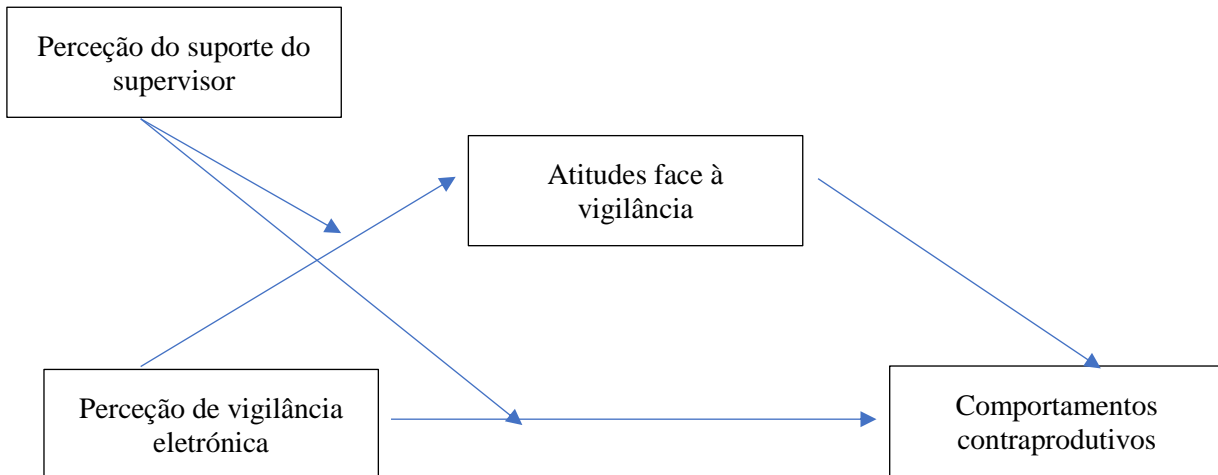 Perceção do suporte do
supervisor
Atitudes face à
vigilância
Perceção de vigilância
eletrónica
Comportamentos
contraprodutivos